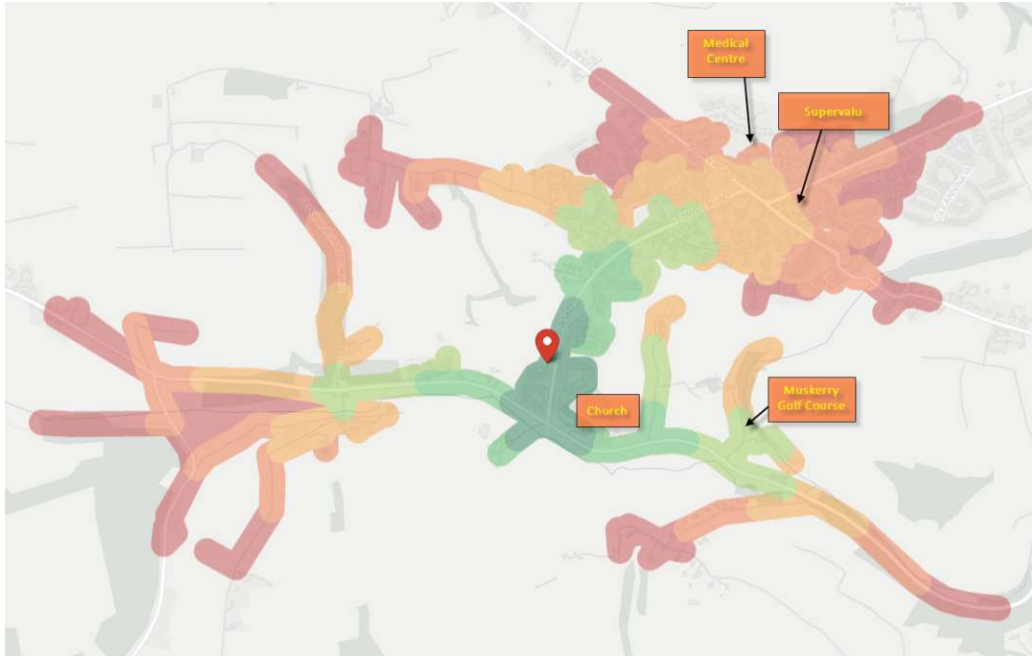 Medical
Centre
Supervalu
Church
Muskerry
Golf Course